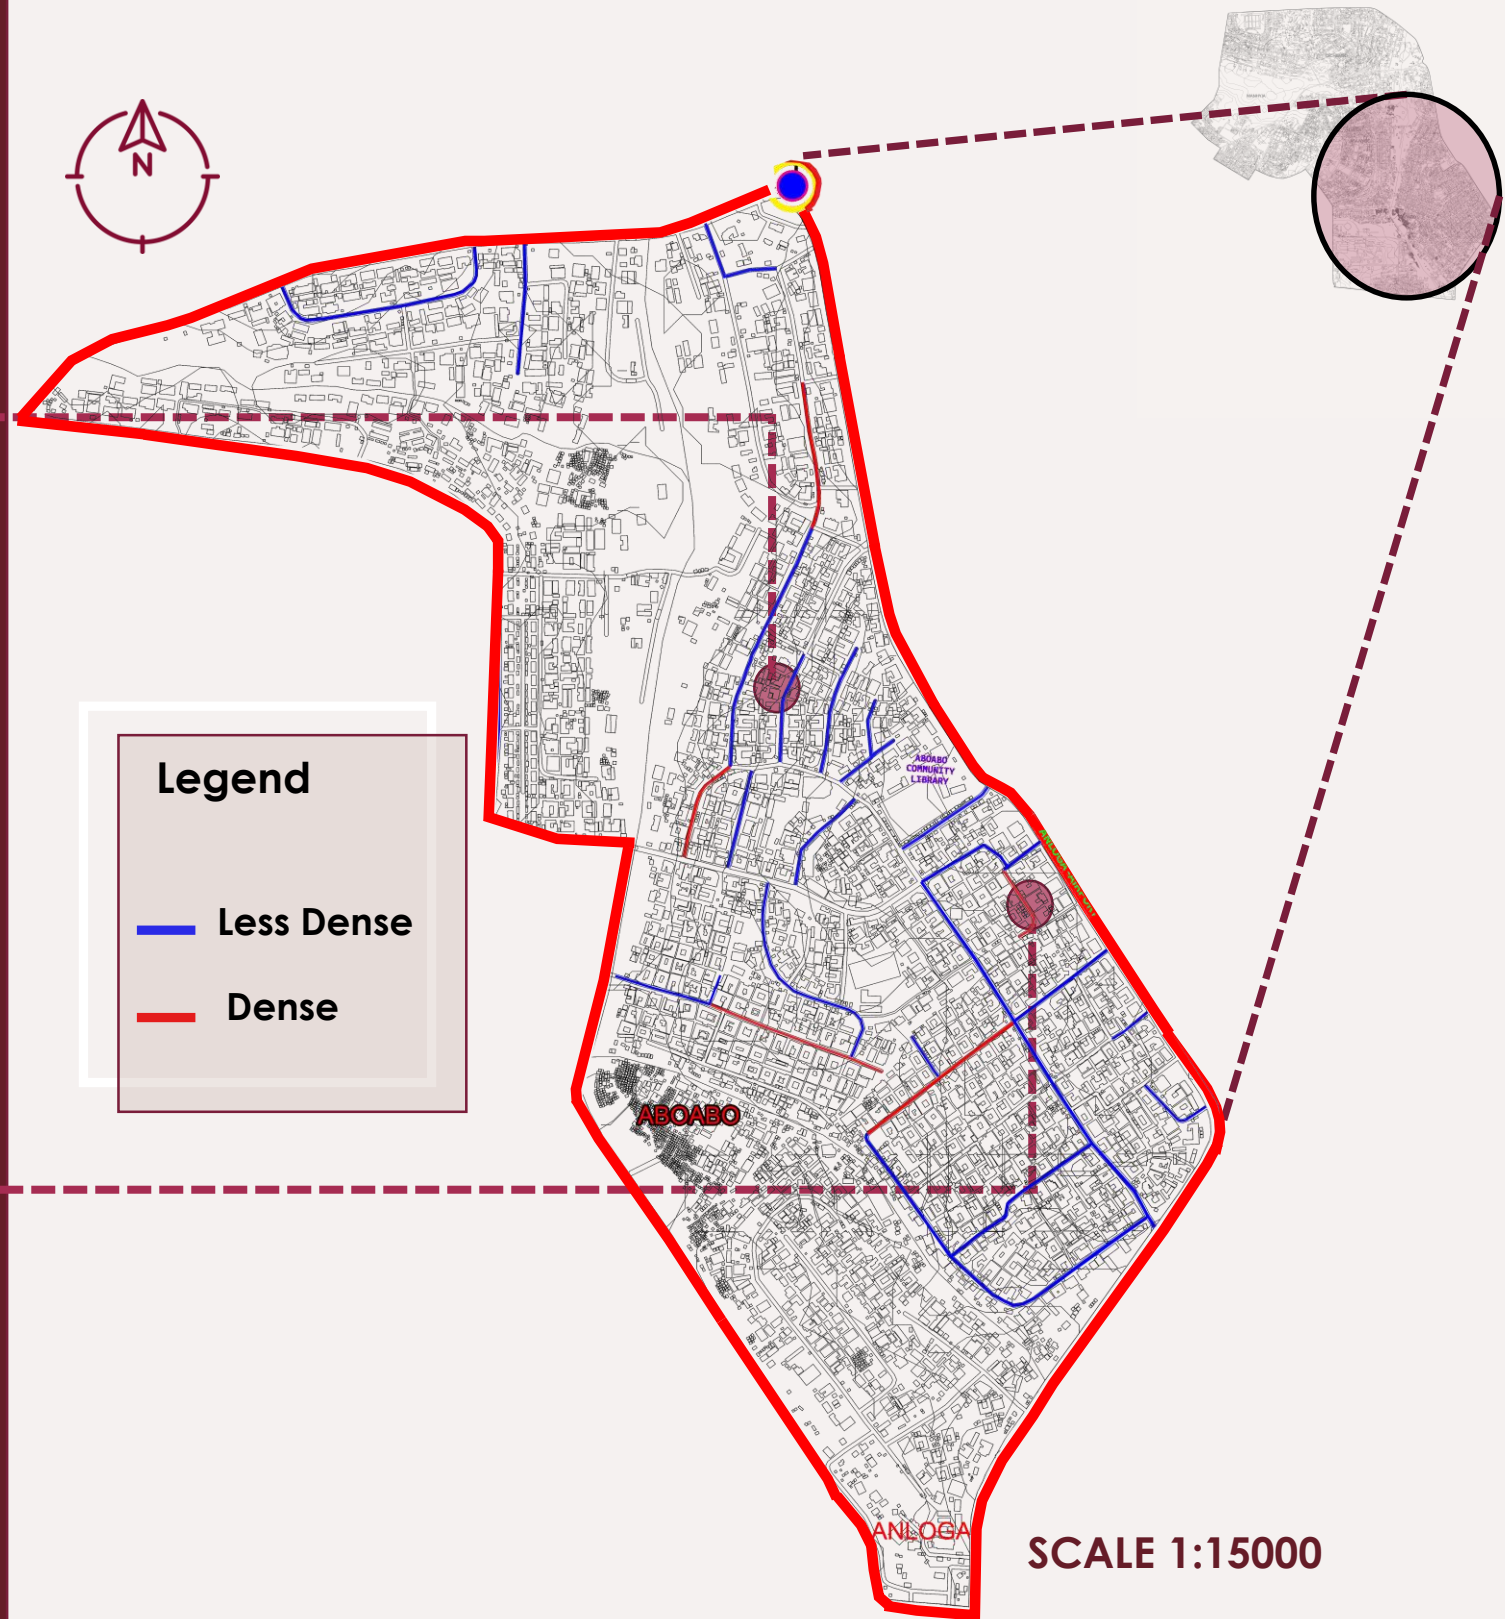 N
ABOABO
COMMUNITY
LIBRARY
Legend
Less Dense
Dense
ABOABO
ANLOGA
SCALE 1:15000